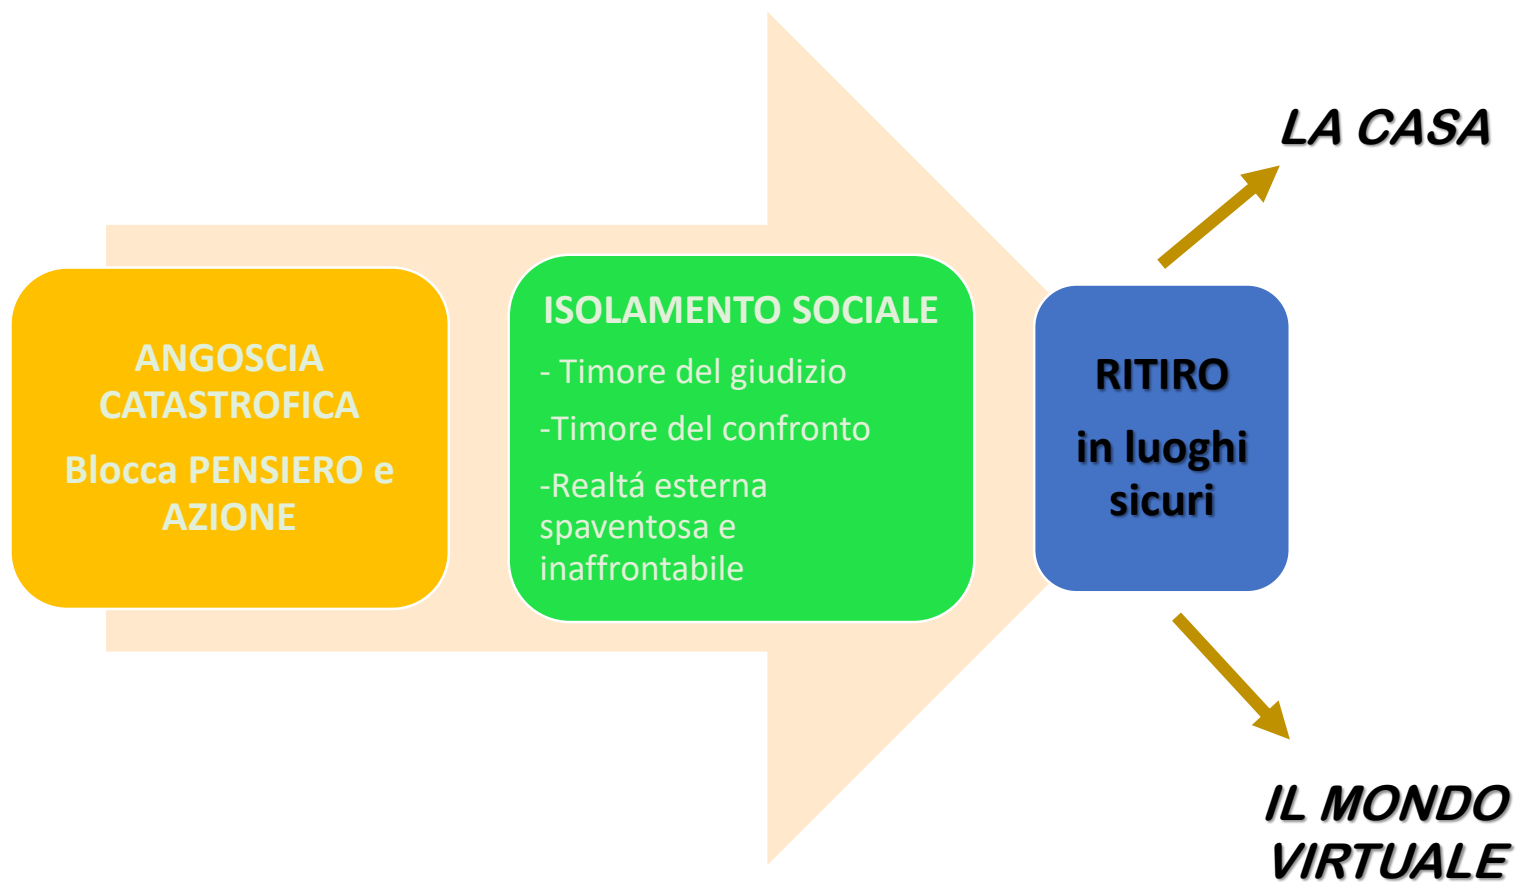 ANGOSCIA
CATASTROFICA
Blocca PENSIERO e
AZIONE
ISOLAMENTO SOCIALE
- Timore del giudizio
-Timore del confronto
-Realtá esterna
spaventosa e
inaffrontabile
RITIRO
in luoghi
sicuri
LA CASA
IL MONDO
VIRTUALE